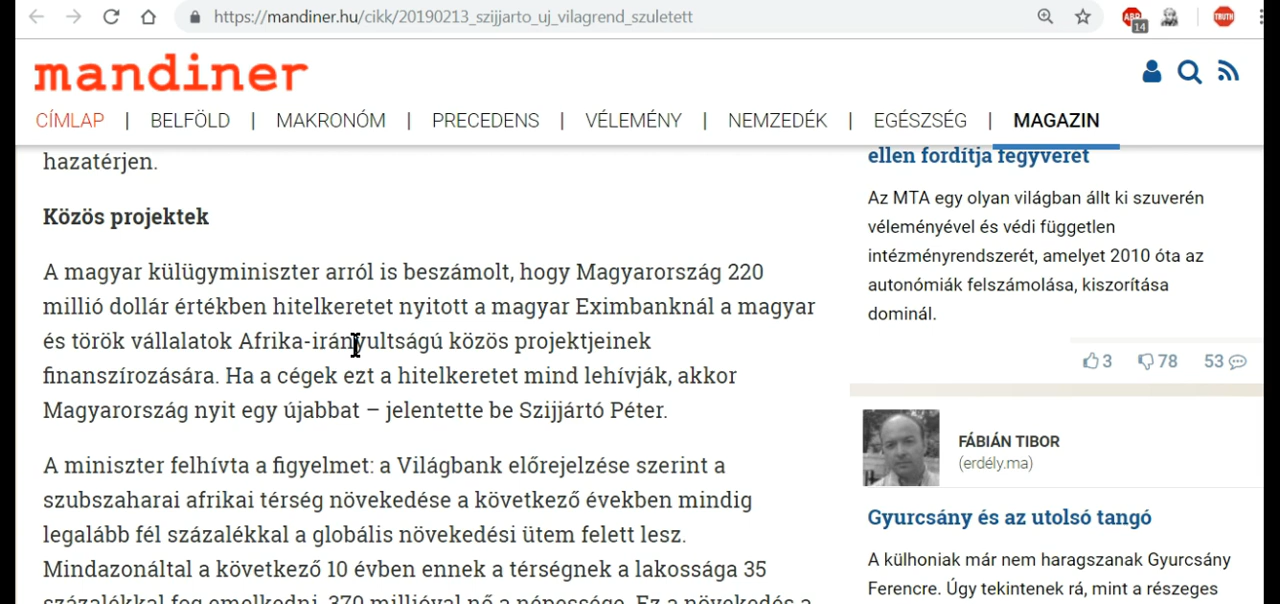 https://mandiner.hu/cikk/20190213_szijjarto_uj_vilagrend_szuletett
ABP
14
TRUTH
mandiner
CÍMLAP | BELFÖLD | MAKRONÓM | PRECEDENS | VÉLEMÉNY | NEMZEDÉK | EGÉSZSÉG | MAGAZIN
hazatérjen.
Közös projektek
A magyar külügyminiszter arról is beszámolt, hogy Magyarország 220
millió dollár értékben hitelkeretet nyitott a magyar Eximbanknál a magyar
és török vállalatok Afrika-irányultságú közös projektjeinek
finanszírozására. Ha a cégek ezt a hitelkeretet mind lehívják, akkor
Magyarország nyit egy újabbat – jelentette be Szijjártó Péter.
A miniszter felhívta a figyelmet: a Világbank előrejelzése szerint a
szubszaharai afrikai térség növekedése a következő években mindig
legalább fél százalékkal a globális növekedési ütem felett lesz.
Mindazonáltal a következő 10 évben ennek a térségnek a lakossága 35
százalékkal fog emelkedni, 370 millióval nő a népessége. Ez a növekedés a
ellen fordítja fegyverét
Az MTA egy olyan világban állt ki szuverén
véleményével és védi független
intézményrendszerét, amelyet 2010 óta az
autonómiák felszámolása, kiszorítása
dominál.
3 78 53
FÁBIÁN TIBOR
(erdély.ma)
Gyurcsány és az utolsó tangó
A külhoniak már nem haragszanak Gyurcsány
Ferencre. Úgy tekintenek rá, mint a részeges